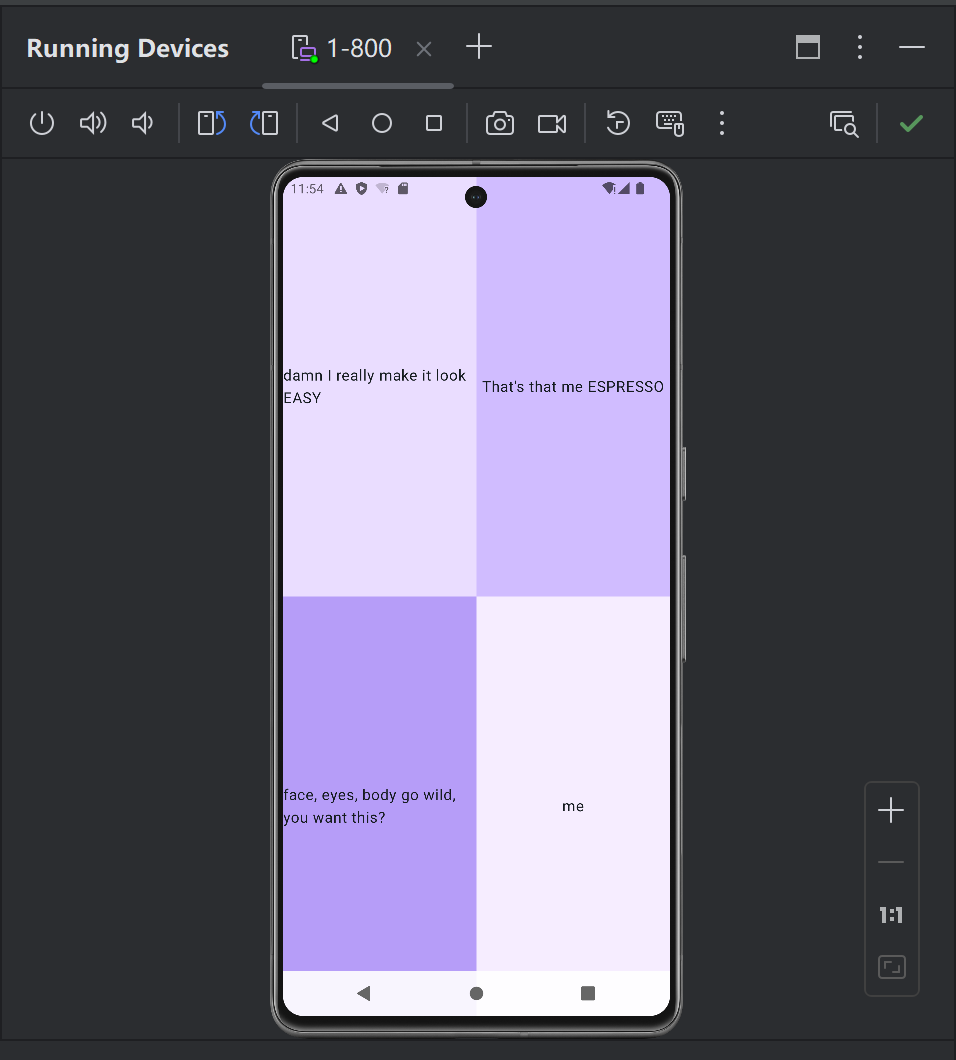 Running Devices
1-800
11:54
damn I really make it look
EASY
That's that me ESPRESSO
face, eyes, body go wild,
you want this?
me
1:1